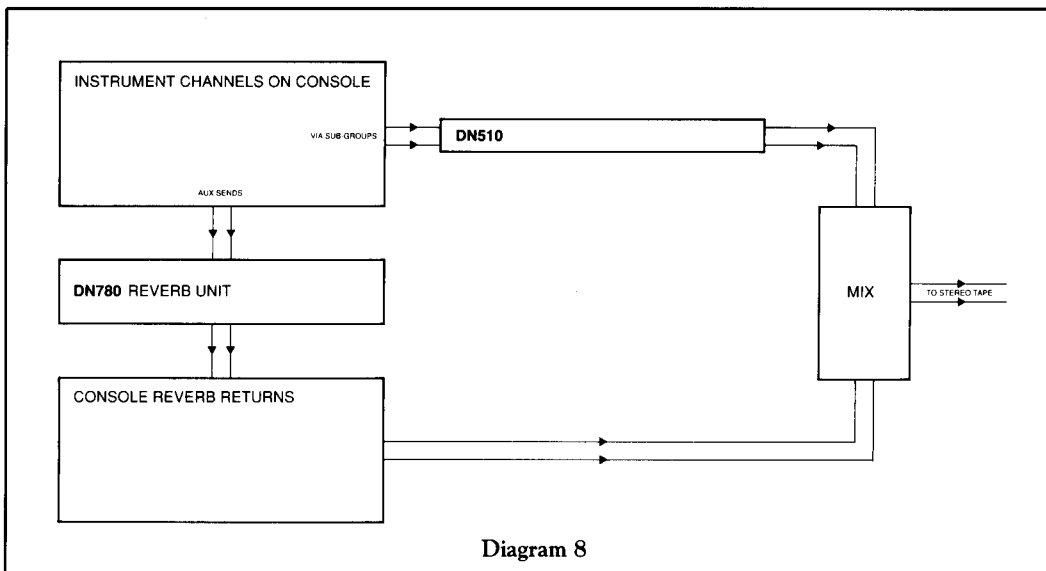 INSTRUMENT CHANNELS ON CONSOLE
VIA SUB-GROUPS
DN510
AUX SENDS
DN780 REVERB UNIT
MIX
TO STEREO TAPE
CONSOLE REVERB RETURNS
Diagram 8